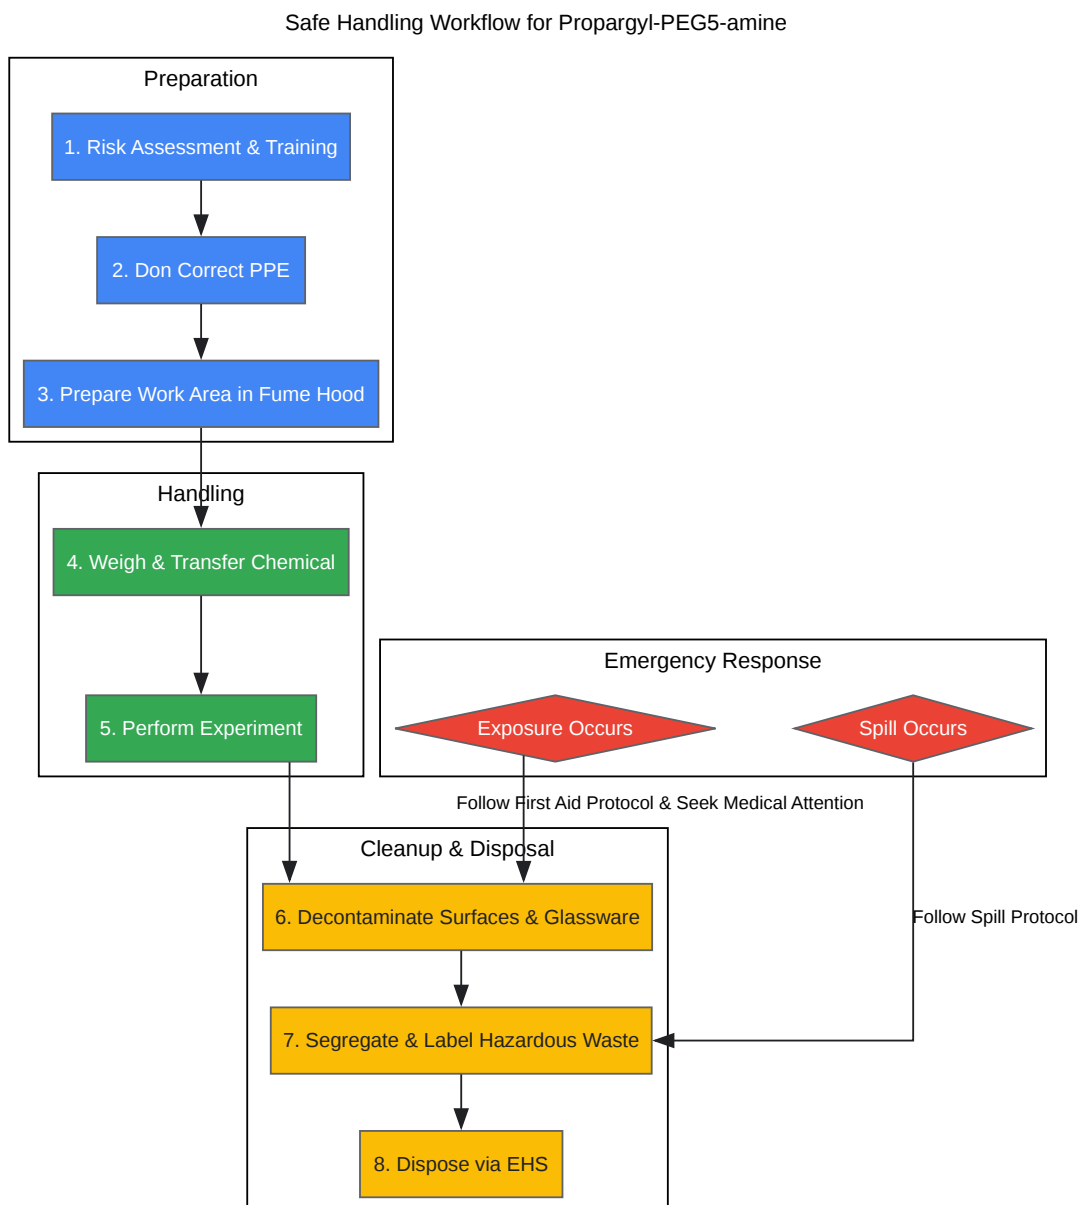 Safe Handling Workflow for Propargyl-PEG5-amine
Preparation
1. Risk Assessment & Training
2. Don Correct PPE
3. Prepare Work Area in Fume Hood
Handling
4. Weigh & Transfer Chemical
5. Perform Experiment
Emergency Response
Exposure Occurs
Spill Occurs
Follow First Aid Protocol & Seek Medical Attention
Follow Spill Protocol
Cleanup & Disposal
6. Decontaminate Surfaces & Glassware
7. Segregate & Label Hazardous Waste
8. Dispose via EHS